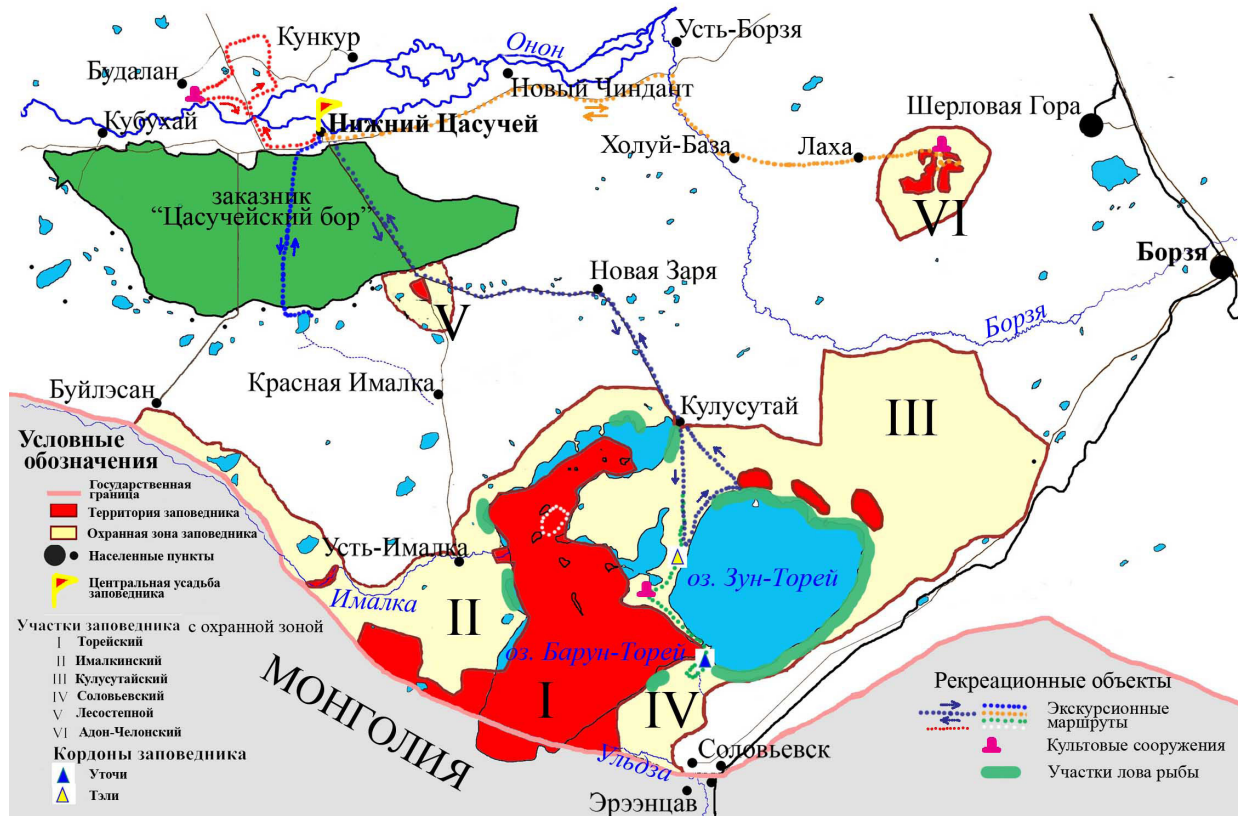 Усть-Борзя
Кункур
Онон
Будалан
Новый Чиндант
Шерловая Гора
Кубухай
Нижний Цасучей
Холуй-База
Лаха
заказник
“Цасучейский бор”
VI
Борзя
Новая Заря
V
Борзя
Буйлэсан
Красная Ималка
Кулусутай
III
Условные
обозначения
Государственная
граница
Территория заповедника
Охранная зона заповедника
Населенные пункты
Центральная усадьба
заповедника
Участки заповедника с охранной зоной
I Торейский
II Ималкинский
III Кулусутайский
IV Соловьевский
V Лесостепной
VI Адон-Челонский
Кордоны заповедника
Уточи
Тэли
Усть-Ималка
оз. Зун-Торей
Ималка
II
оз. Барун-Торей
МОНГОЛИЯ
I
IV
Соловьевск
Ульдза
Эрээнцав
Рекреационные объекты
Экскурсионные
маршруты
Культовые сооружения
Участки лова рыбы